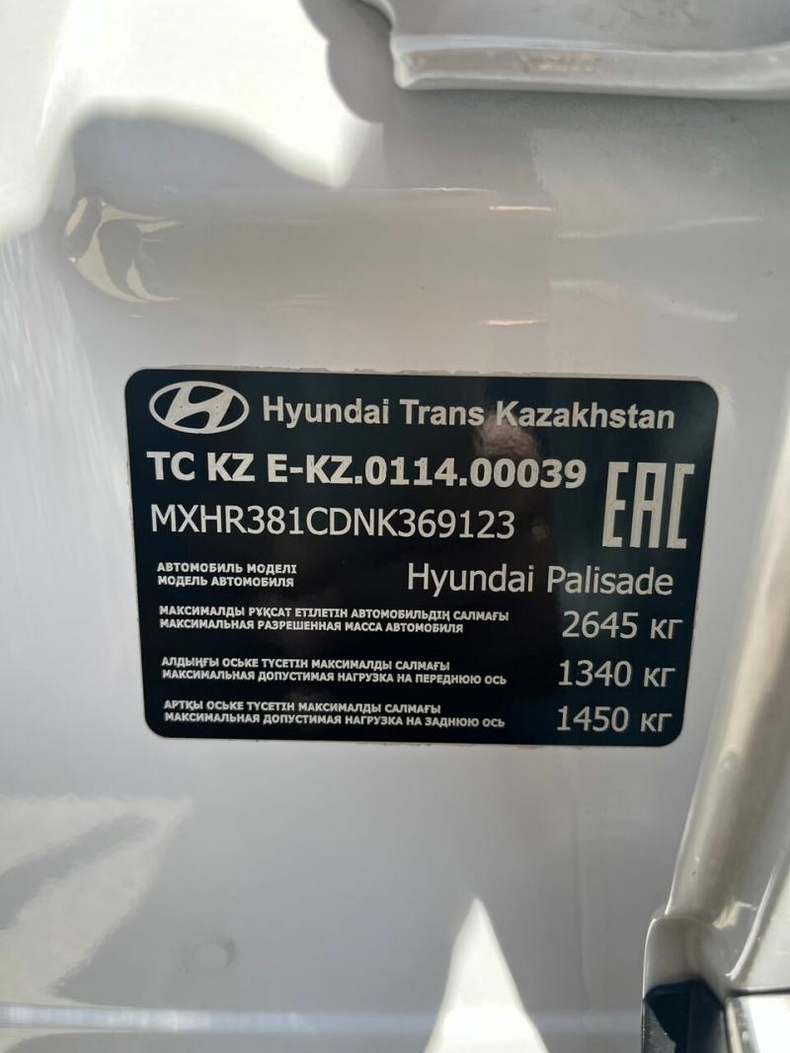 Hyundai Trans Kazakhstan
TC KZ E-KZ.0114.00039
EAC
MXHR381CDNK369123
АВТОМОБИЛЬ МОДЕЛІ
МОДЕЛЬ АВТОМОБИЛЯ
Hyundai Palisade
МАКСИМАЛДЫ РҰҚСАТ ЕТІЛЕТІН АВТОМОБИЛЬДІҢ САЛМАҒЫ
МАКСИМАЛЬНАЯ РАЗРЕШЕННАЯ МАССА АВТОМОБИЛЯ
2645 кг
АЛДЫҢҒЫ ОСЬКЕ ТҮСЕТІН МАКСИМАЛДЫ САЛМАҒЫ
МАКСИМАЛЬНАЯ ДОПУСТИМАЯ НАГРУЗКА НА ПЕРЕДНЮЮ ОСЬ
1340 кг
АРТҚЫ ОСЬКЕ ТҮСЕТІН МАКСИМАЛДЫ САЛМАҒЫ
МАКСИМАЛЬНАЯ ДОПУСТИМАЯ НАГРУЗКА НА ЗАДНЮЮ ОСЬ
1450 кг